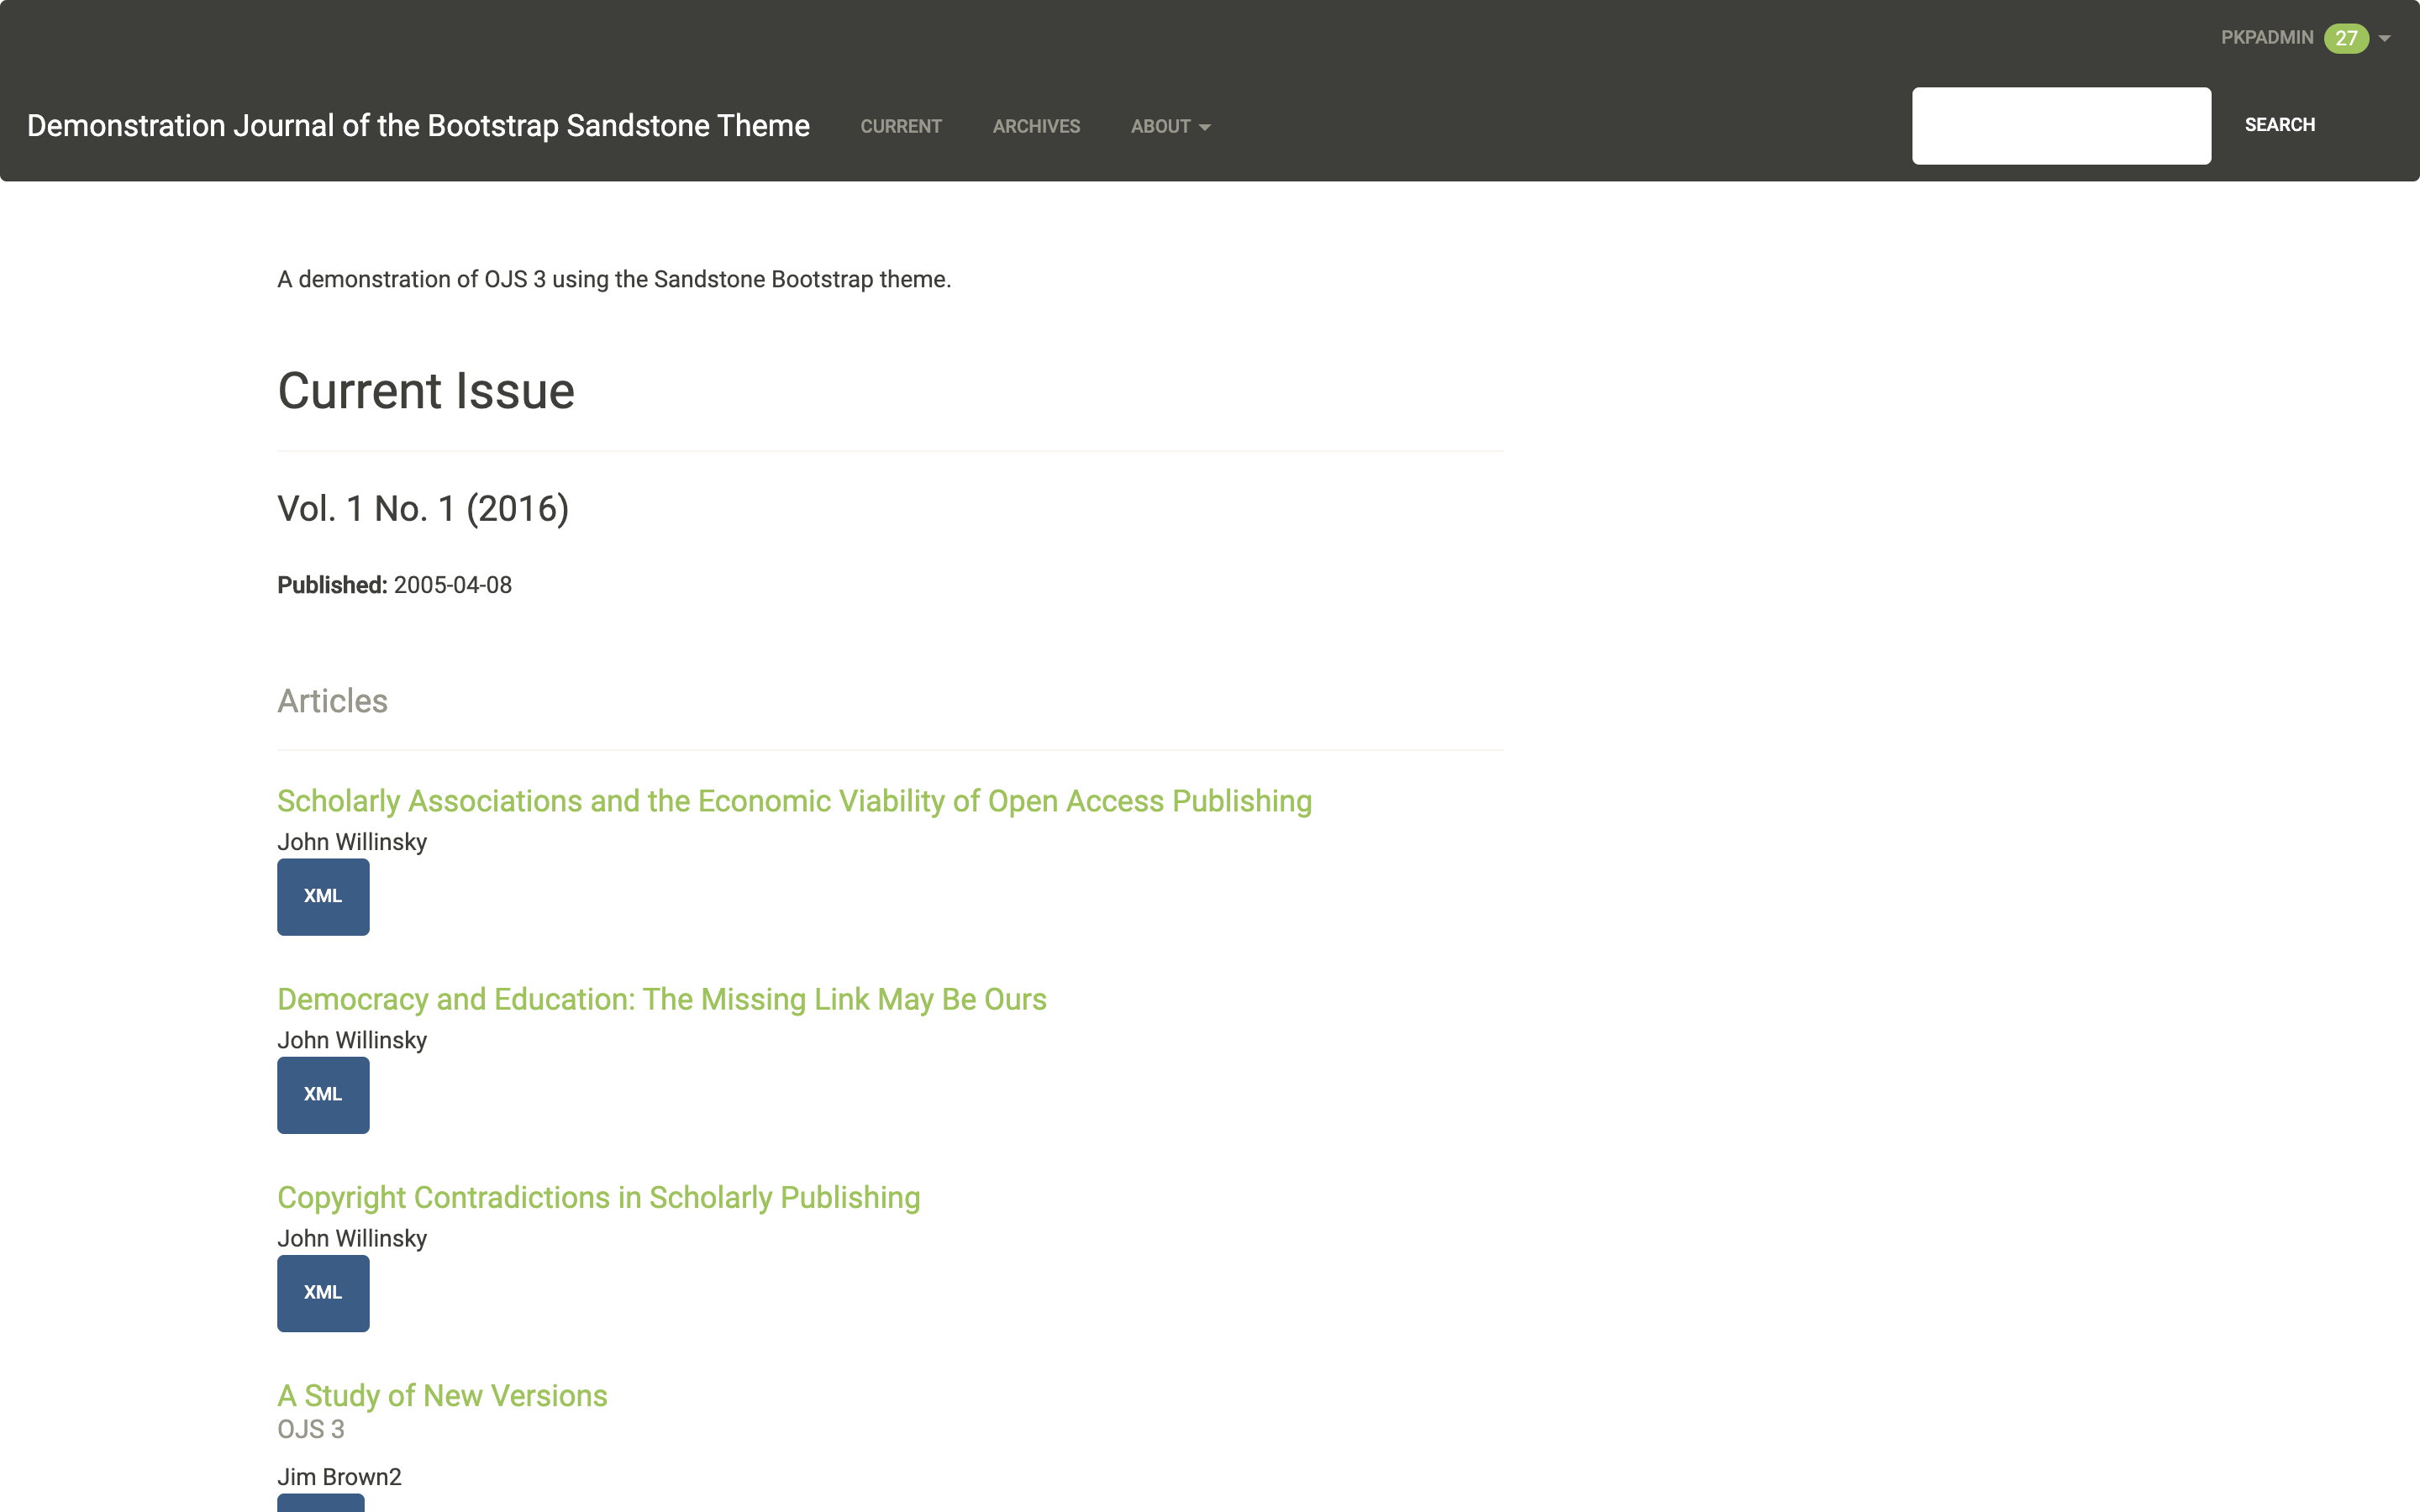 PKPADMIN 27
Demonstration Journal of the Bootstrap Sandstone Theme CURRENT ARCHIVES ABOUT SEARCH
A demonstration of OJS 3 using the Sandstone Bootstrap theme.
Current Issue
Vol. 1 No. 1 (2016)
Published: 2005-04-08
Articles
Scholarly Associations and the Economic Viability of Open Access Publishing
John Willinsky
XML
Democracy and Education: The Missing Link May Be Ours
John Willinsky
XML
Copyright Contradictions in Scholarly Publishing
John Willinsky
XML
A Study of New Versions
OJS 3
Jim Brown2